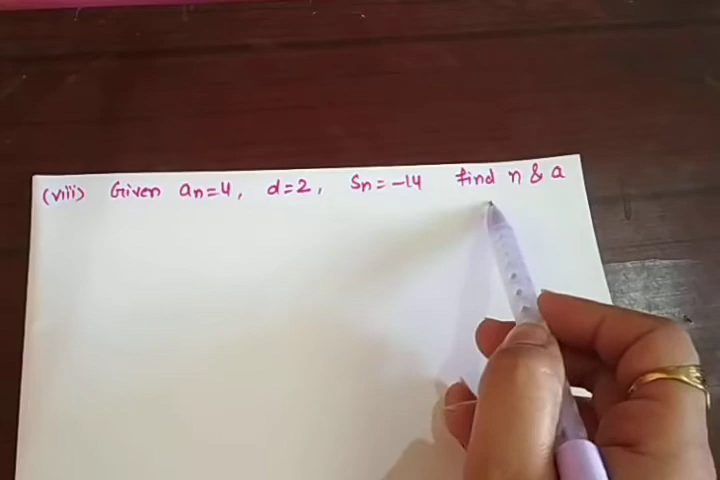 (viii) Given an=4, d=2, Sn=-14 find n & a